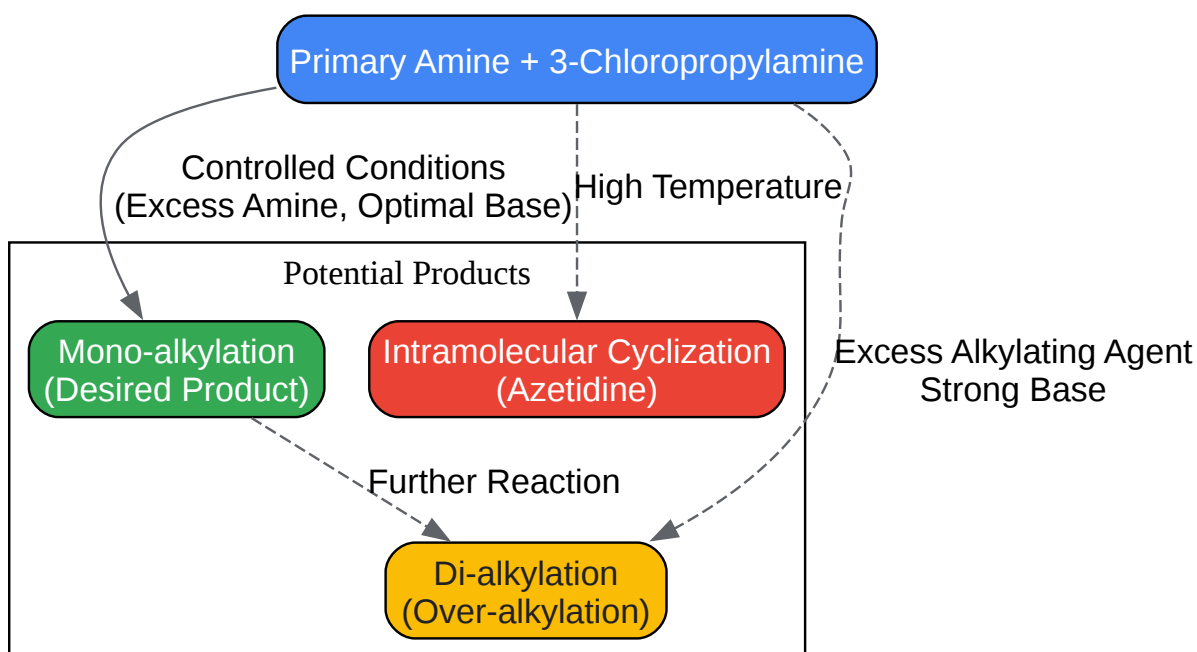 Primary Amine + 3-Chloropropylamine
Controlled Conditions
(Excess Amine, Optimal Base)
High Temperature
Potential Products
Mono-alkylation
(Desired Product)
Intramolecular Cyclization
(Azetidine)
Excess Alkylating Agent
Strong Base
Further Reaction
Di-alkylation
(Over-alkylation)